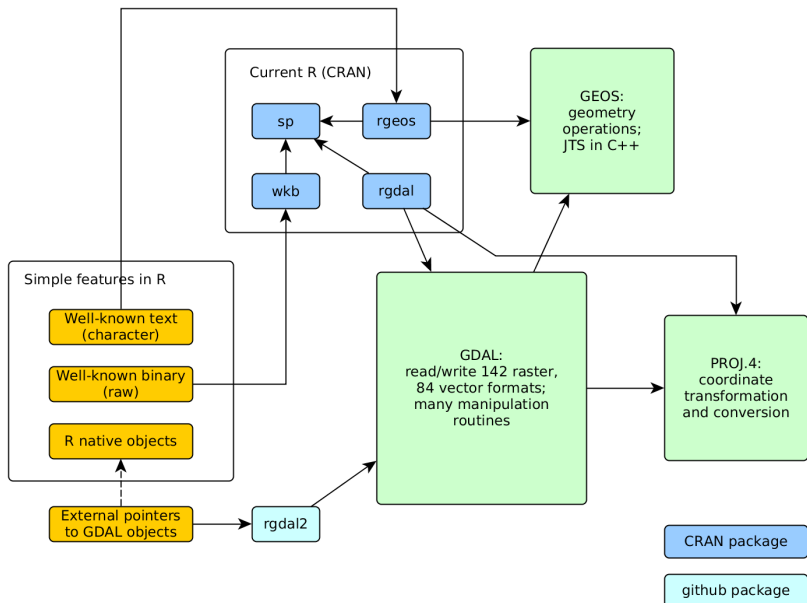 Current R (CRAN)
sp
rgeos
wkb
rgdal
GEOS:
geometry
operations;
JTS in C++
Simple features in R
Well-known text
(character)
Well-known binary
(raw)
R native objects
External pointers
to GDAL objects
rgdal2
GDAL:
read/write 142 raster,
84 vector formats;
many manipulation
routines
PROJ.4:
coordinate
transformation
and conversion
CRAN package
github package